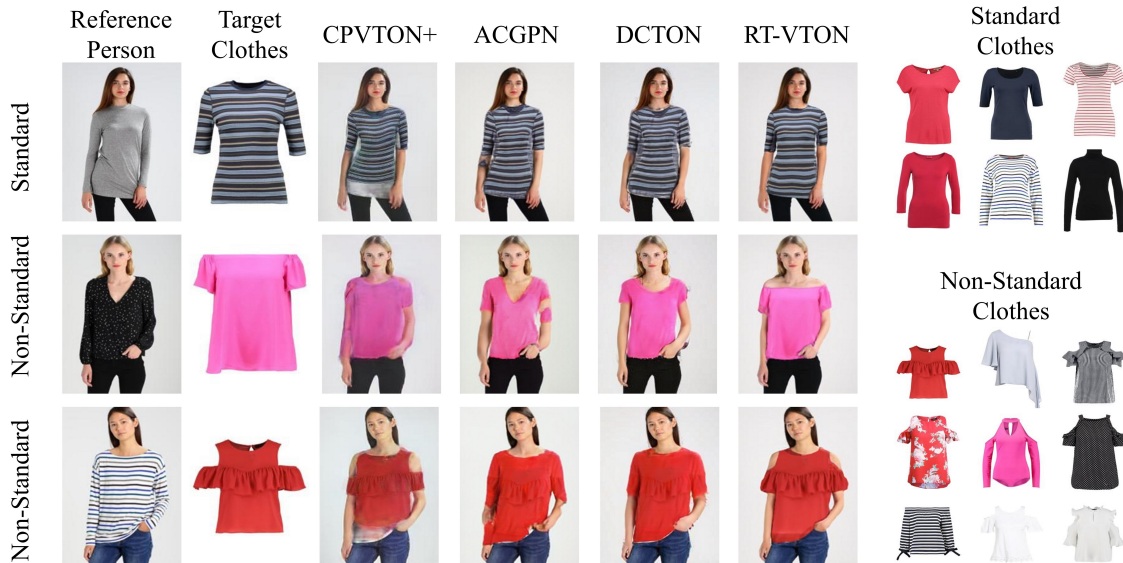 Reference
Person
Target
Clothes
CPVTON+
ACGPN
DCTON
RT-VTON
Standard
Clothes
Standard
Non-Standard
Non-Standard
Clothes
Non-Standard